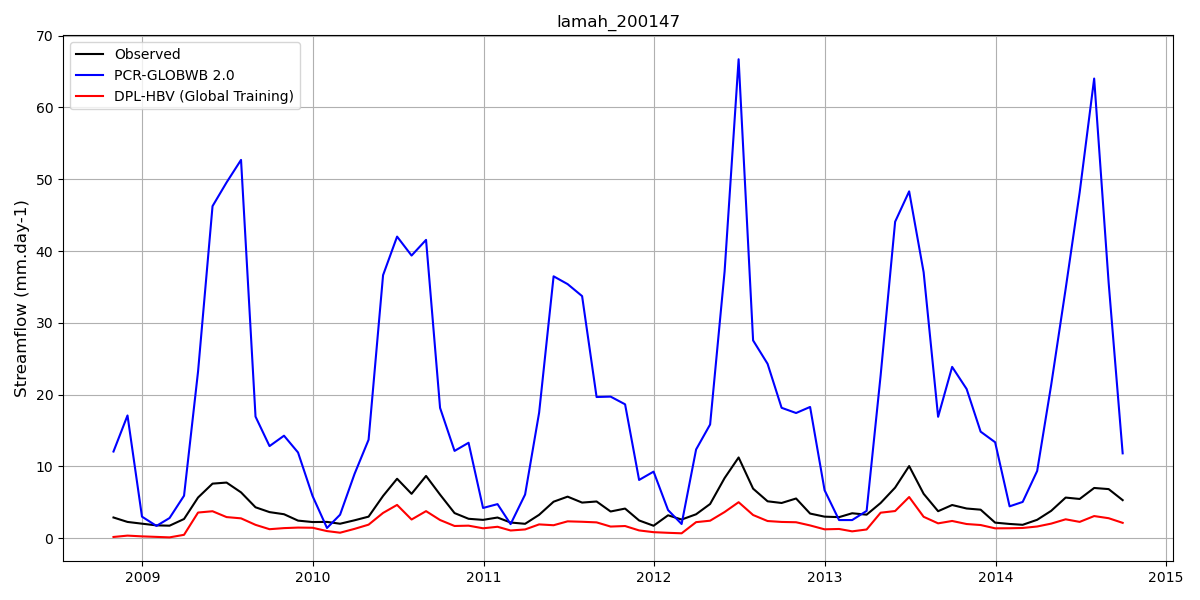 lamah_200147
Observed
PCR-GLOBWB 2.0
DPL-HBV (Global Training)
Streamflow (mm.day-1)
70
60
50
40
30
20
10
0
2009 2010 2011 2012 2013 2014 2015